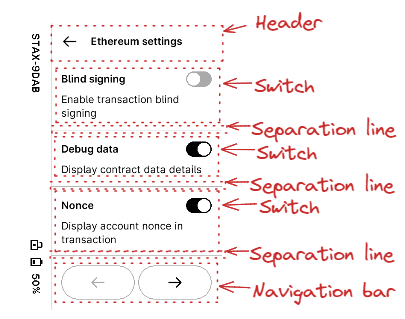 Header
STAX-9DAB
← Ethereum settings
Blind signing
Switch
Enable transaction blind
signing
Separation line
Debug data
Switch
Display contract data details
Separation line
Nonce
Switch
Display account nonce in
transaction
Separation line
50%
← →
Navigation bar